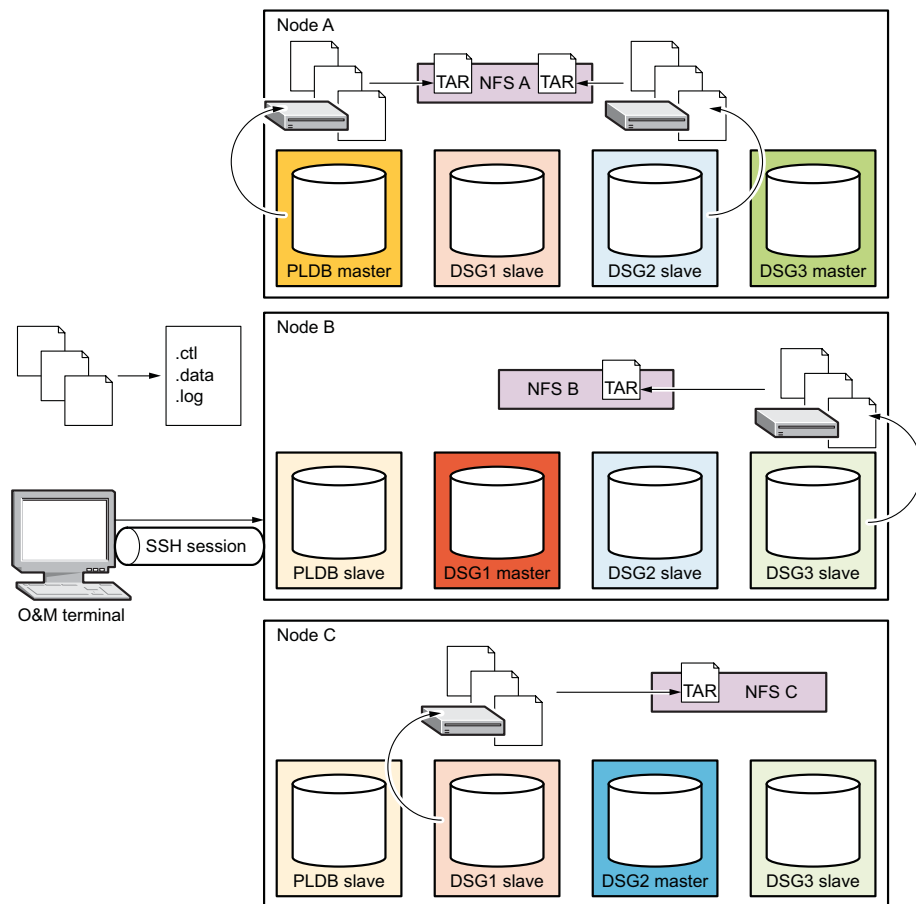 Node A
TAR
NFS A
TAR
PLDB master
DSG1 slave
DSG2 slave
DSG3 master
Node B
.ctl
.data
.log
NFS B
TAR
SSH session
O&M terminal
PLDB slave
DSG1 master
DSG2 slave
DSG3 slave
Node C
TAR
NFS C
PLDB slave
DSG1 slave
DSG2 master
DSG3 slave